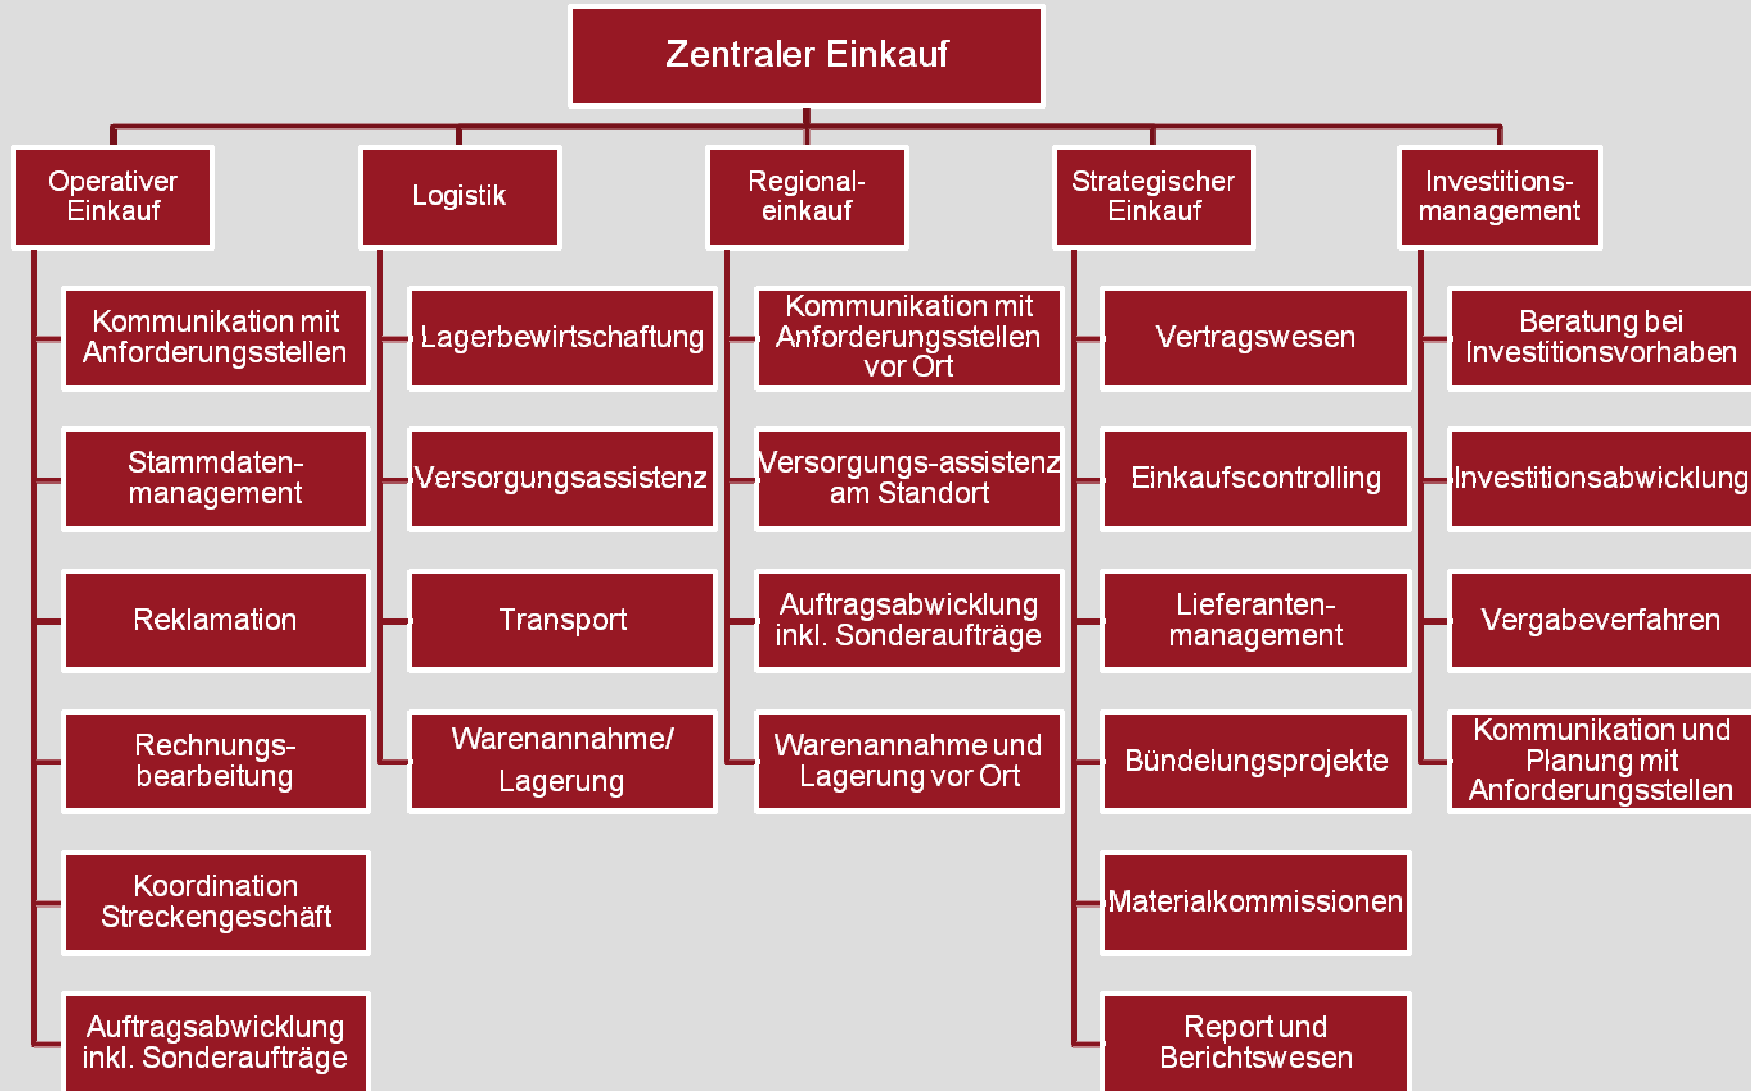 Zentraler Einkauf
Operativer
Einkauf
Logistik
Regional-
einkauf
Strategischer
Einkauf
Investitions-
management
Kommunikation mit
Anforderungsstellen
Stammdaten-
management
Reklamation
Rechnungs-
bearbeitung
Koordination
Streckengeschäft
Auftragsabwicklung
inkl. Sonderaufträge
Lagerbewirtschaftung
Versorgungsassistenz
Transport
Warenannahme/
Lagerung
Kommunikation mit
Anforderungsstellen
vor Ort
Versorgungs-assistenz
am Standort
Auftragsabwicklung
inkl. Sonderaufträge
Warenannahme und
Lagerung vor Ort
Vertragswesen
Einkaufscontrolling
Lieferanten-
management
Bündelungsprojekte
Materialkommissionen
Report und
Berichtswesen
Beratung bei
Investitionsvorhaben
Investitionsabwicklung
Vergabeverfahren
Kommunikation und
Planung mit
Anforderungsstellen